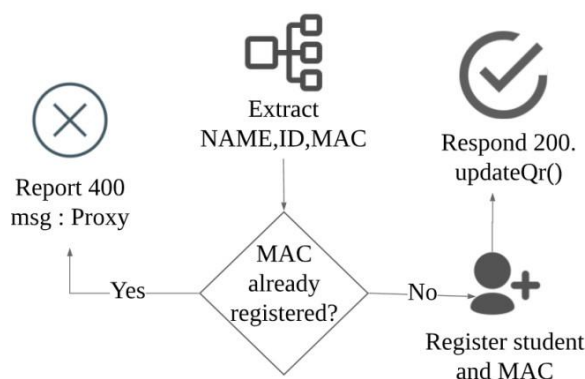 Extract
NAME,ID,MAC
Respond 200.
updateQr()
Report 400
msg : Proxy
MAC
already
registered?
Yes
No
Register student
and MAC